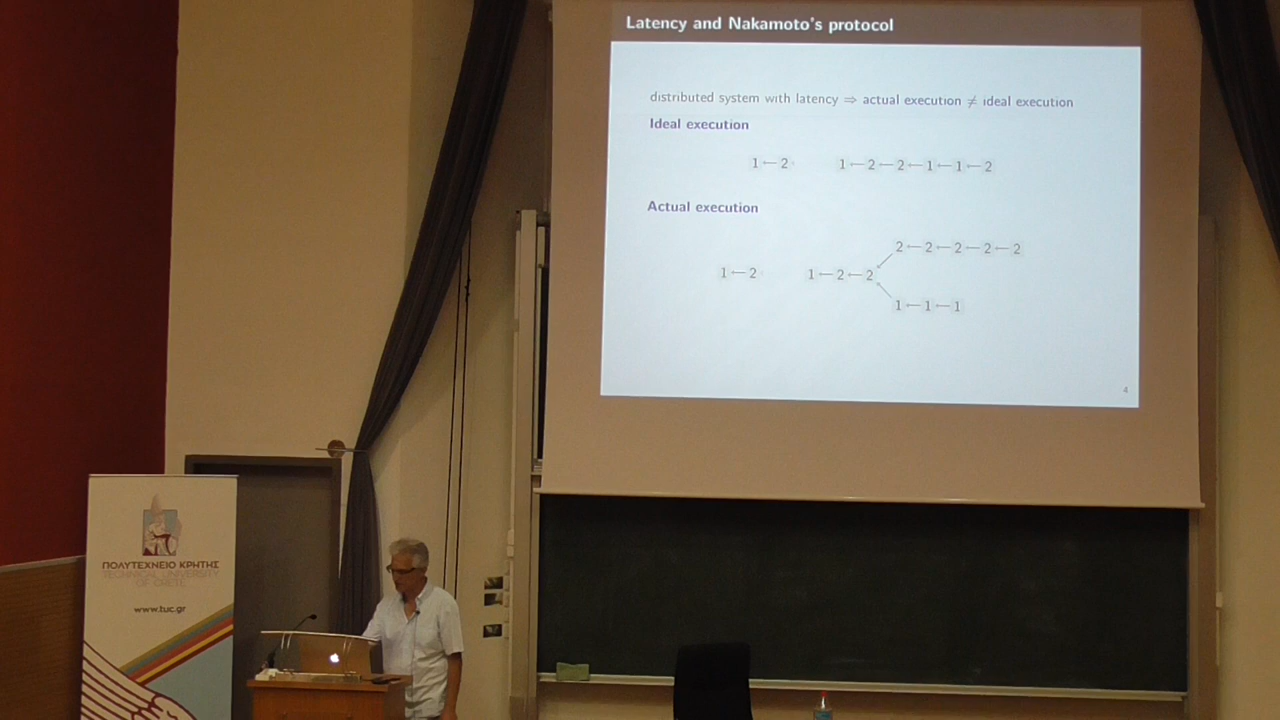 Latency and Nakamoto's protocol
distributed system with latency ⇒ actual execution ≠ ideal execution
Ideal execution
1 ← 2 1 ← 2 ← 2 ← 1 ← 1 ← 2
Actual execution
2 ← 2 ← 2 ← 2 ← 2
1 ← 2 1 ← 2 ← 2
1 ← 1 ← 1
4
ΠΟΛΥΤΕΧΝΕΙΟ ΚΡΗΤΗΣ
TECHNICAL UNIVERSITY
OF CRETE
www.tuc.gr